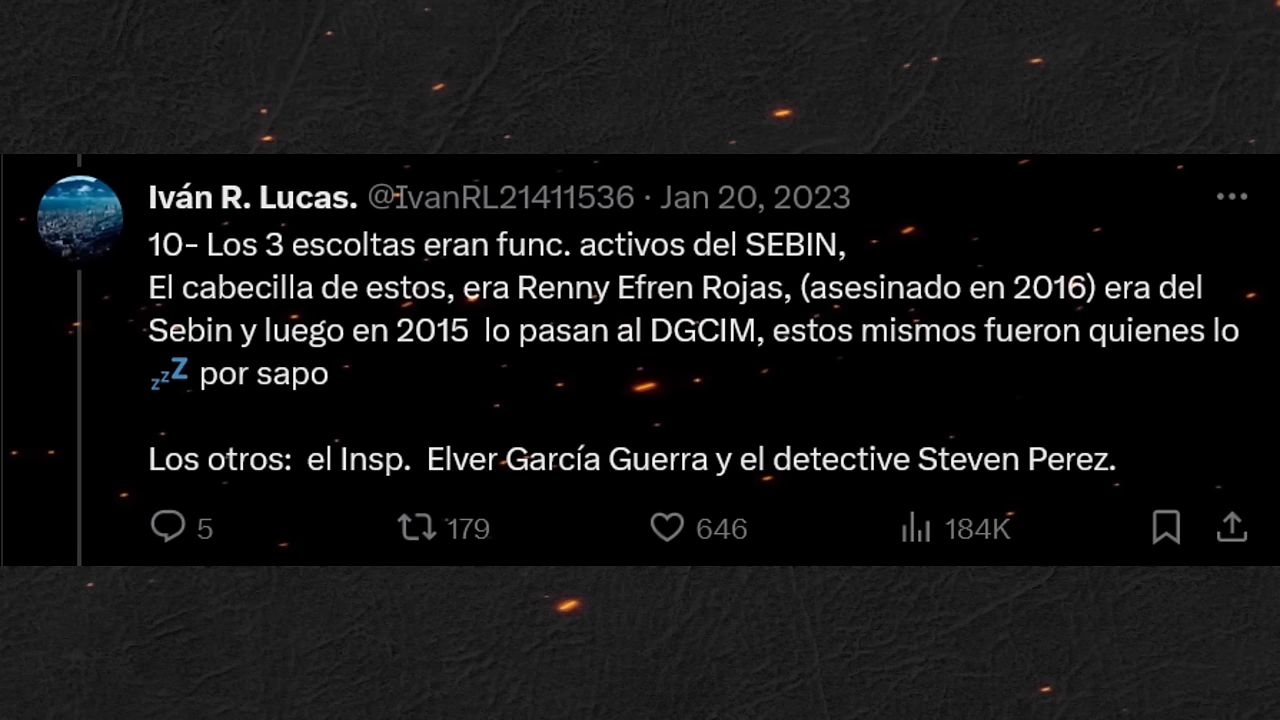 Iván R. Lucas. @IvanRL21411536 · Jan 20, 2023
10- Los 3 escoltas eran func. activos del SEBIN,
El cabecilla de estos, era Renny Efren Rojas, (asesinado en 2016) era del
Sebin y luego en 2015 lo pasan al DGCIM, estos mismos fueron quienes lo
💤 por sapo
Los otros: el Insp. Elver García Guerra y el detective Steven Perez.
5 179 646 184K